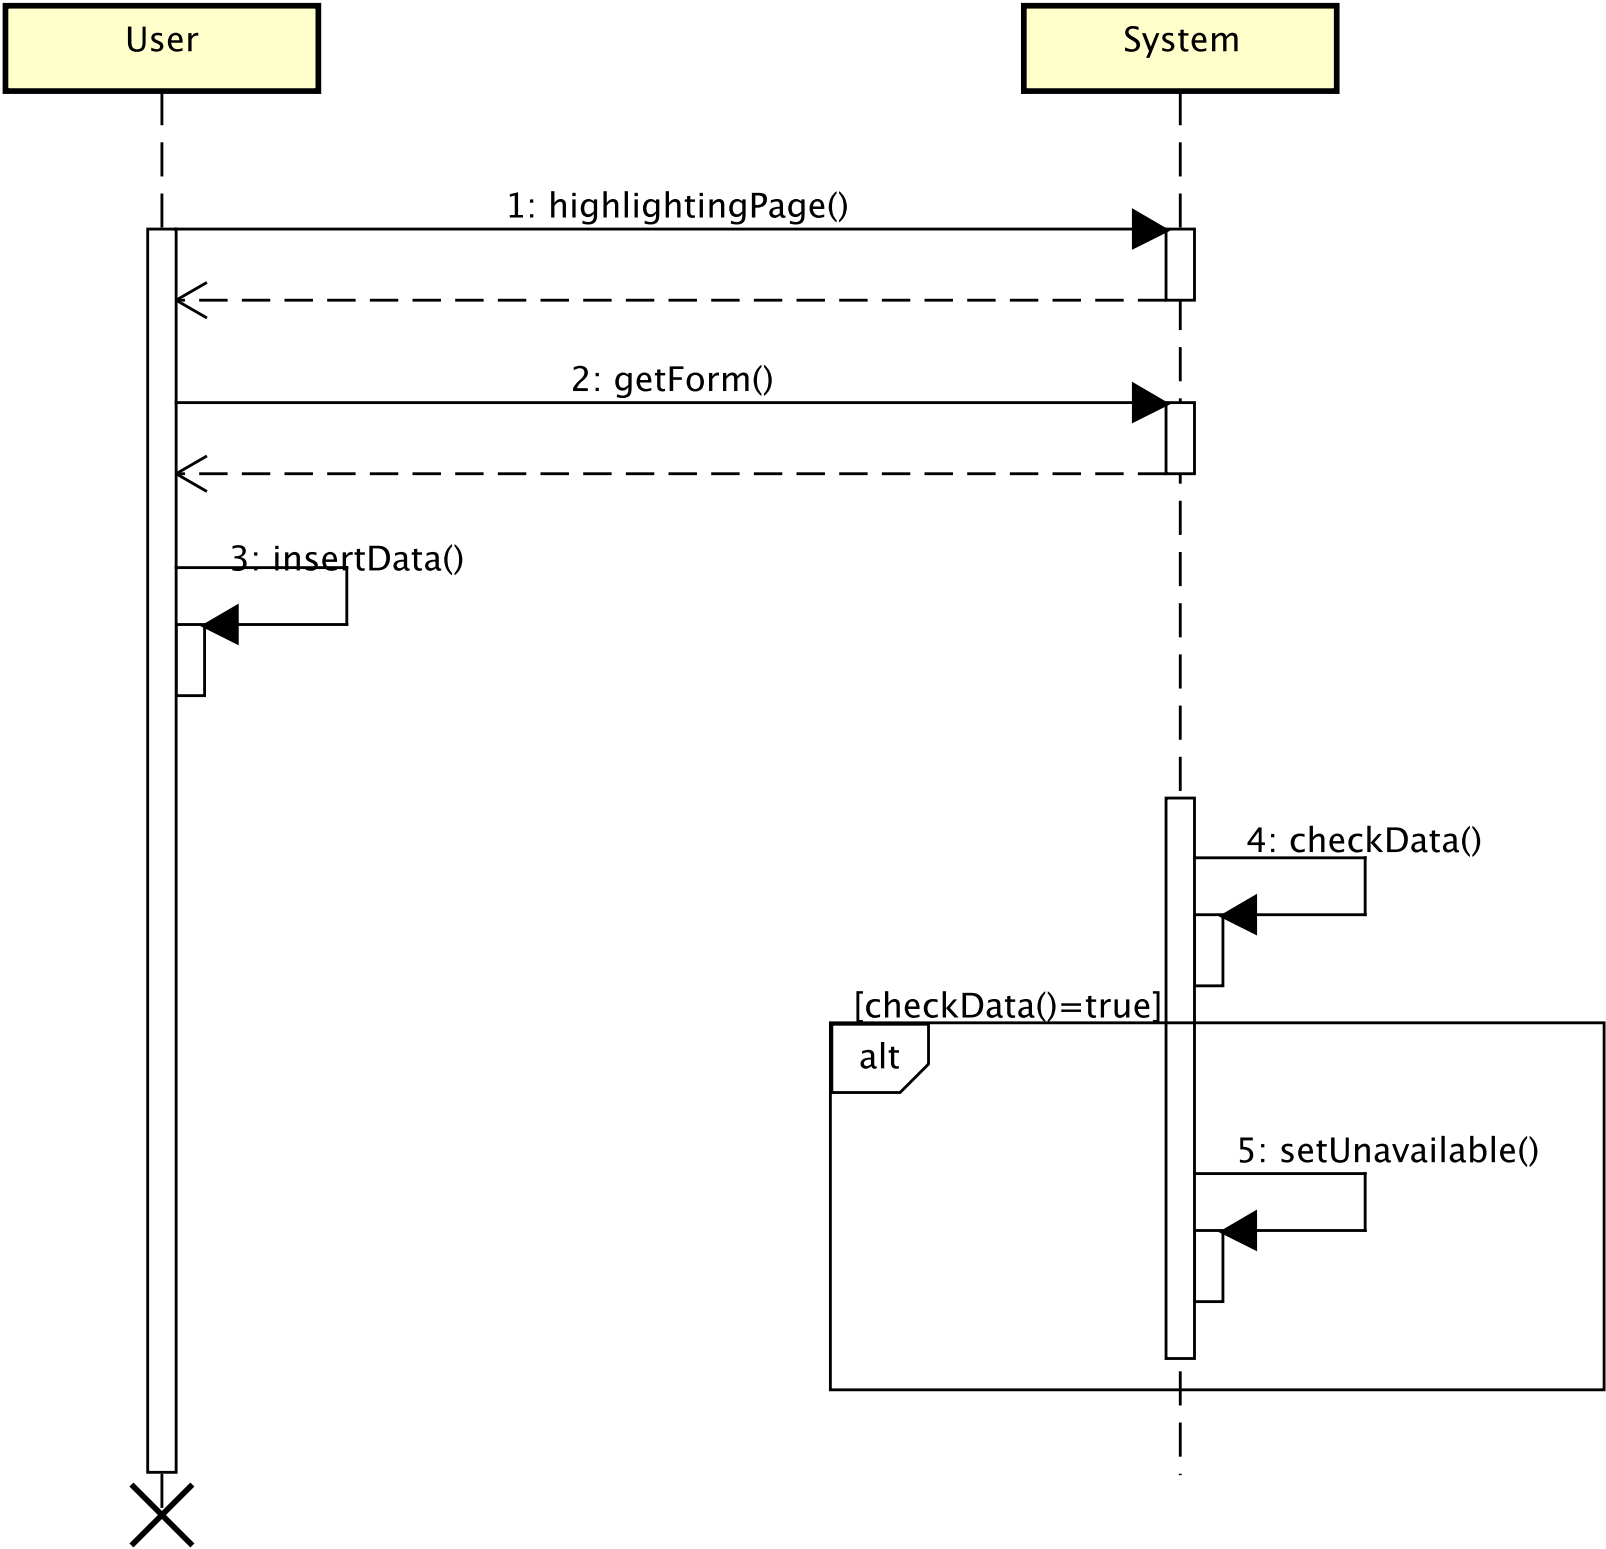 User
System
1: highlightingPage()
2: getForm()
3: insertData()
4: checkData()
[checkData()=true]
alt
5: setUnavailable()